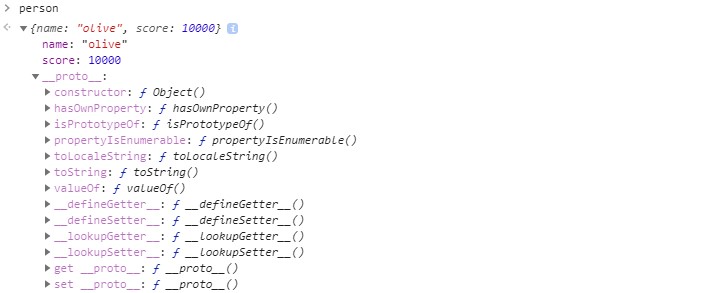 person
{name: "olive", score: 10000} i
name: "olive"
score: 10000
__proto__:
constructor: ƒ Object()
hasOwnProperty: ƒ hasOwnProperty()
isPrototypeOf: ƒ isPrototypeOf()
propertyIsEnumerable: ƒ propertyIsEnumerable()
toLocaleString: ƒ toLocaleString()
toString: ƒ toString()
valueOf: ƒ valueOf()
__defineGetter__: ƒ __defineGetter__()
__defineSetter__: ƒ __defineSetter__()
__lookupGetter__: ƒ __lookupGetter__()
__lookupSetter__: ƒ __lookupSetter__()
get __proto__: ƒ __proto__()
set __proto__: ƒ __proto__()